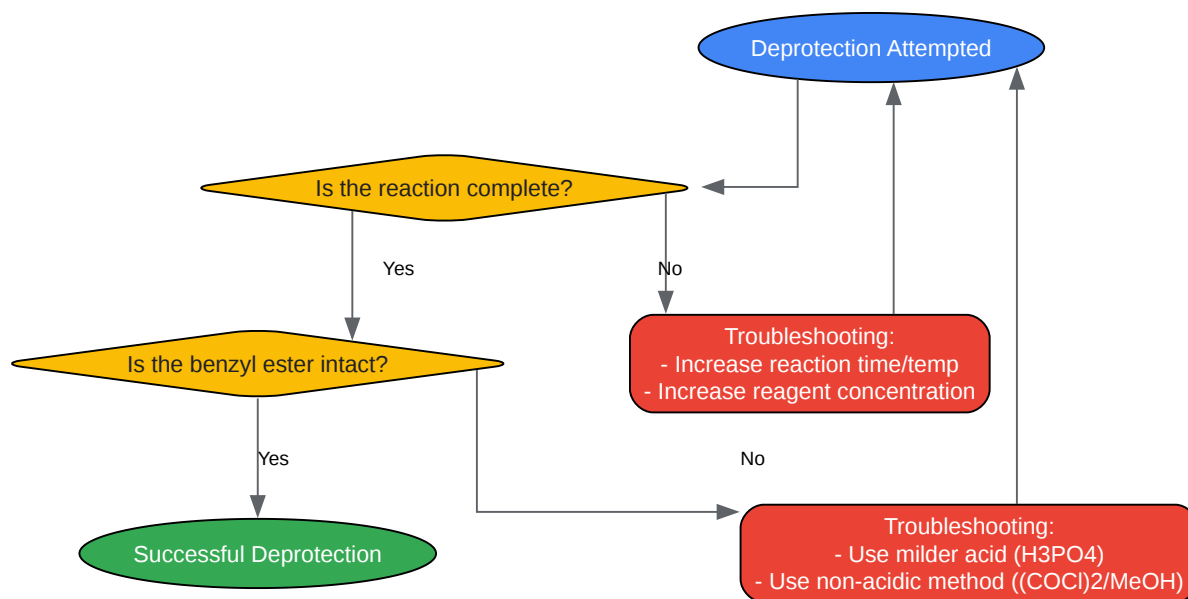 Deprotection Attempted
Is the reaction complete?
Yes
No
Troubleshooting:
- Increase reaction time/temp
- Increase reagent concentration
Is the benzyl ester intact?
Yes
No
Successful Deprotection
Troubleshooting:
- Use milder acid (H3PO4)
- Use non-acidic method ((COCl)2/MeOH)